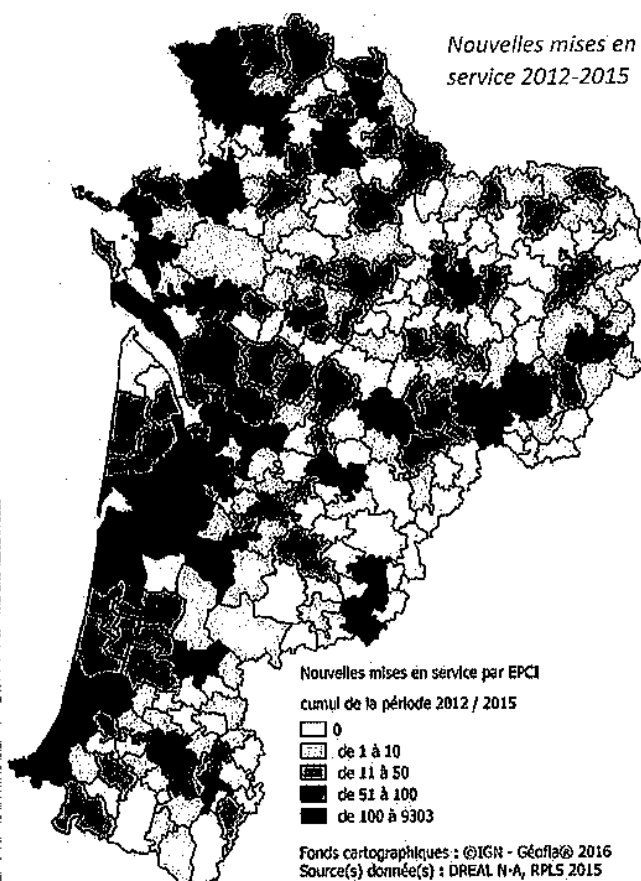 Nouvelles mises en
service 2012-2015
Nouvelles mises en service par EPCI
cumul de la période 2012 / 2015
0
de 1 à 10
de 11 à 50
de 51 à 100
de 100 à 9303
Fonds cartographiques : ©IGN - Géofla® 2016
Source(s) donnée(s) : DREAL N-A, RPLS 2015